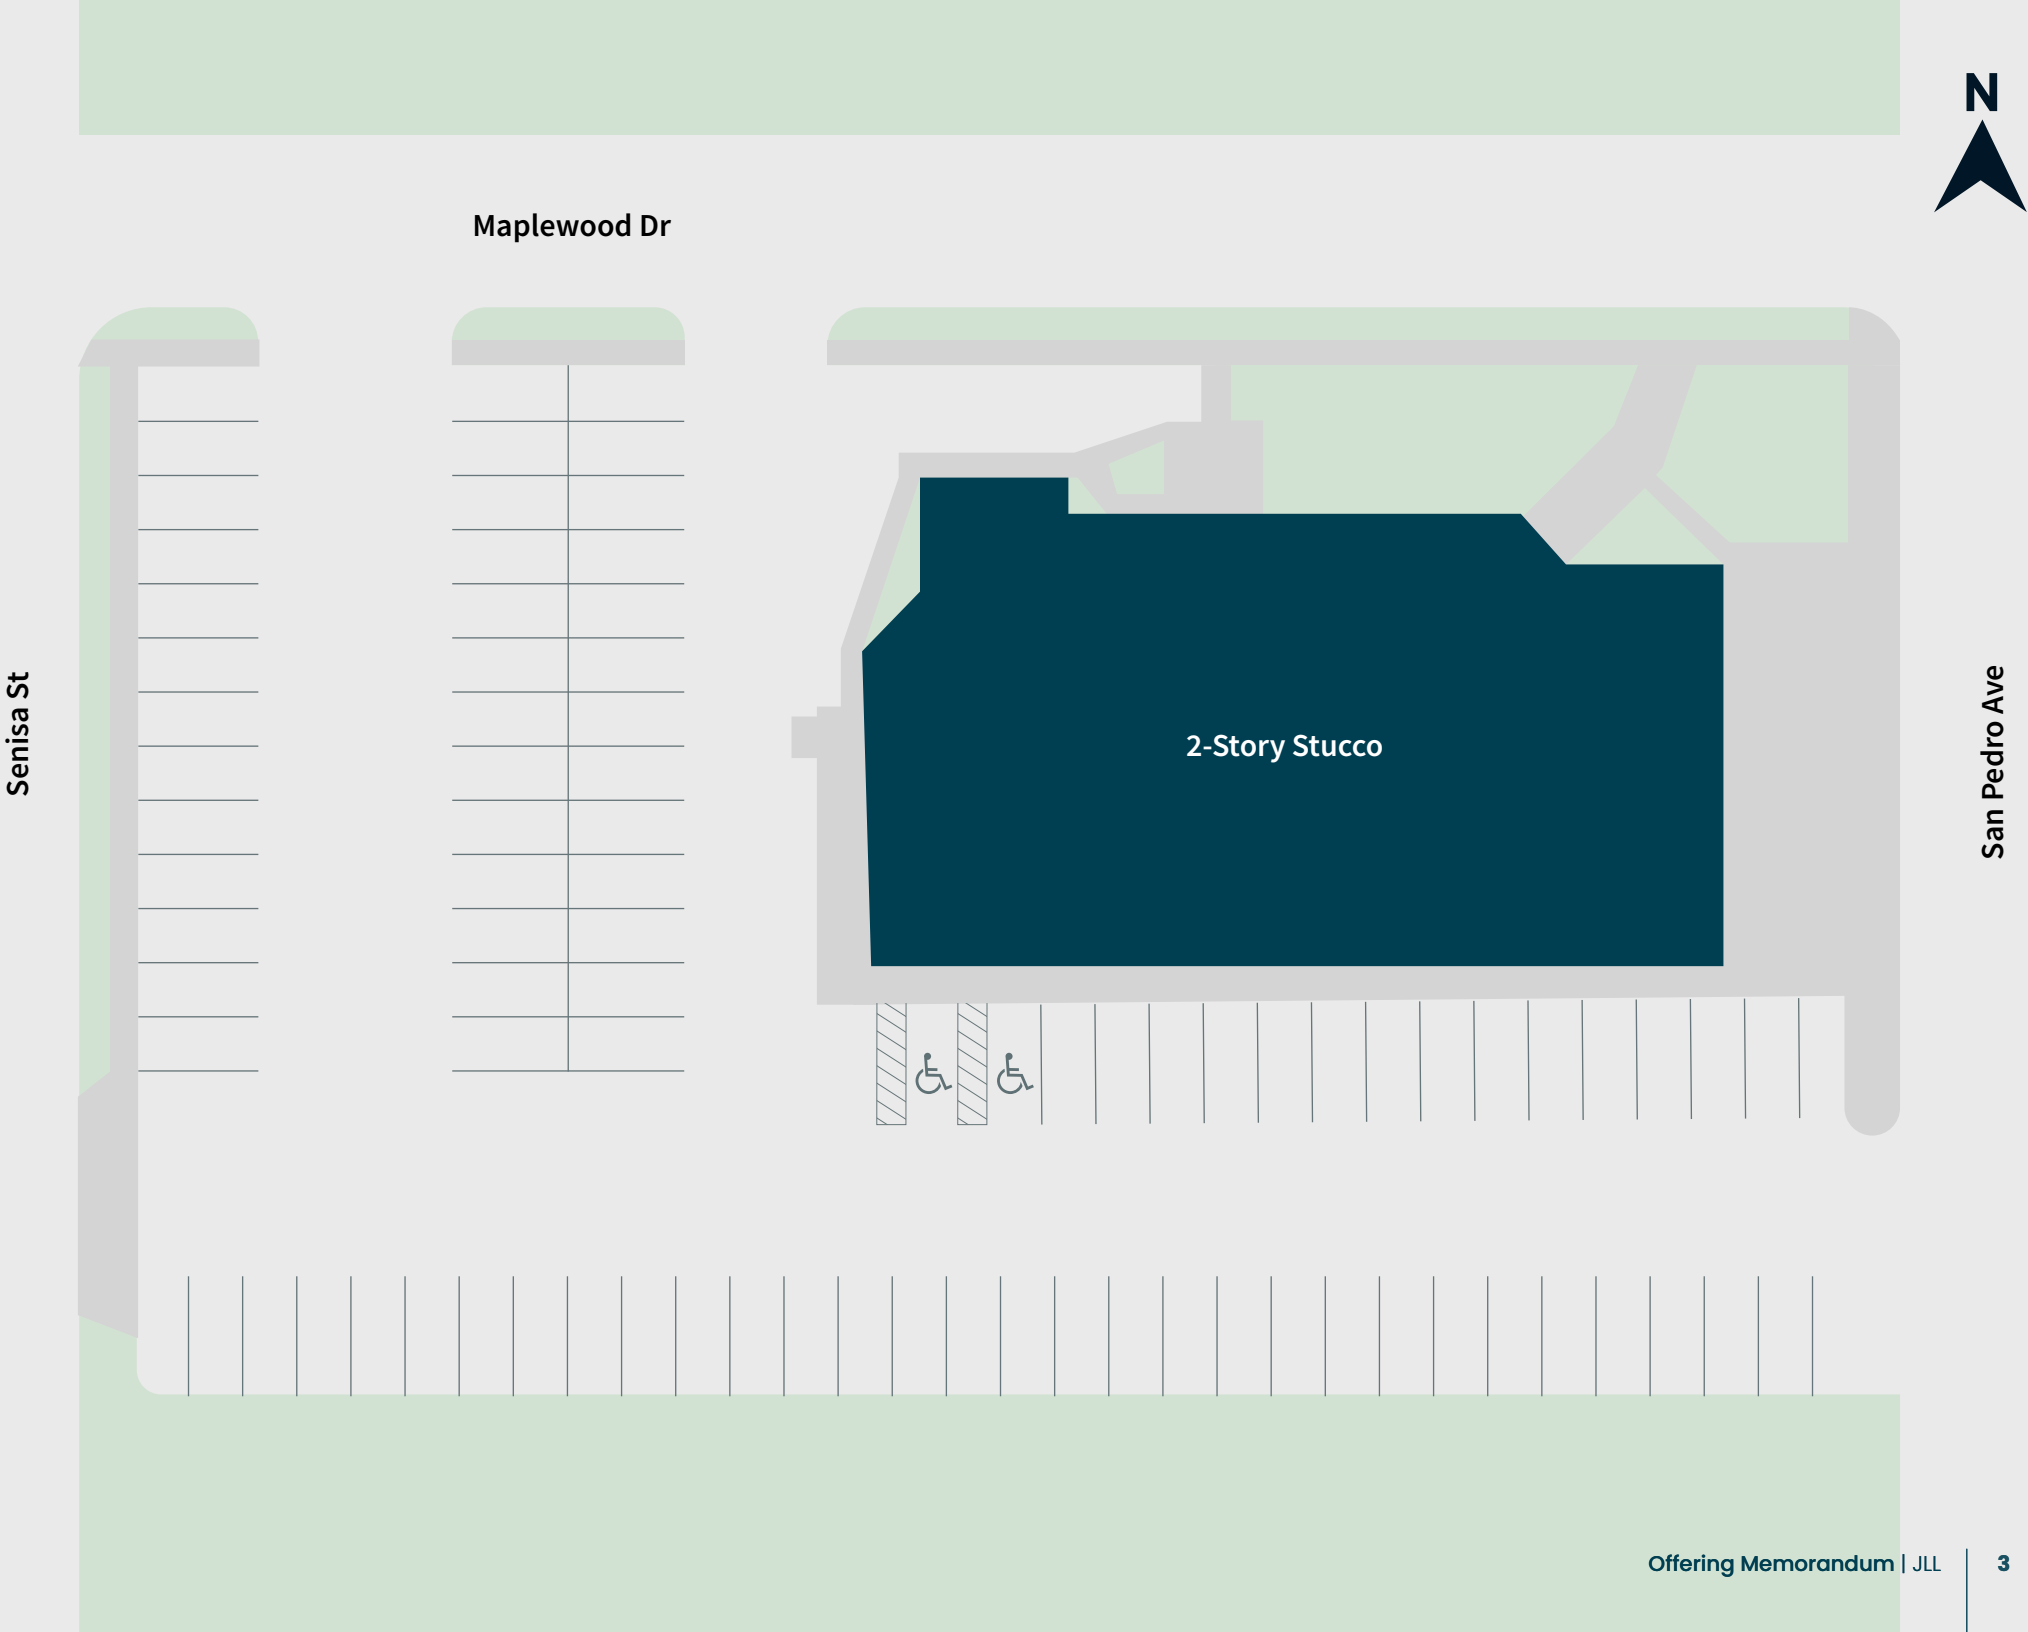 N
Maplewood Dr
Senisa St
San Pedro Ave
2-Story Stucco
Offering Memorandum | JLL 3